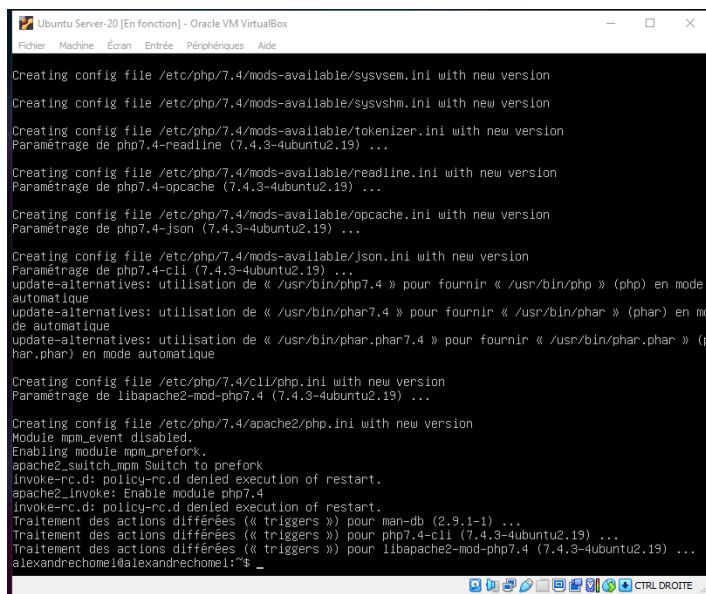 Ubuntu Server-20 [En fonction] - Oracle VM VirtualBox
Fichier Machine Écran Entrée Périphériques Aide
Creating config file /etc/php/7.4/mods-available/sysvsem.ini with new version
Creating config file /etc/php/7.4/mods-available/sysvshm.ini with new version
Creating config file /etc/php/7.4/mods-available/tokenizer.ini with new version
Paramétrage de php7.4-readline (7.4.3-4ubuntu2.19) ...
Creating config file /etc/php/7.4/mods-available/readline.ini with new version
Paramétrage de php7.4-opcache (7.4.3-4ubuntu2.19) ...
Creating config file /etc/php/7.4/mods-available/opcache.ini with new version
Paramétrage de php7.4-json (7.4.3-4ubuntu2.19) ...
Creating config file /etc/php/7.4/mods-available/json.ini with new version
Paramétrage de php7.4-cli (7.4.3-4ubuntu2.19) ...
update-alternatives: utilisation de « /usr/bin/php7.4 » pour fournir « /usr/bin/php » (php) en mode
automatique
update-alternatives: utilisation de « /usr/bin/phar7.4 » pour fournir « /usr/bin/phar » (phar) en mo
de automatique
update-alternatives: utilisation de « /usr/bin/phar.phar7.4 » pour fournir « /usr/bin/phar.phar » (p
har.phar) en mode automatique
Creating config file /etc/php/7.4/cli/php.ini with new version
Paramétrage de libapache2-mod-php7.4 (7.4.3-4ubuntu2.19) ...
Creating config file /etc/php/7.4/apache2/php.ini with new version
Module mpm_event disabled.
Enabling module mpm_prefork.
apache2_switch_mpm Switch to prefork
invoke-rc.d: policy-rc.d denied execution of restart.
apache2_invoke: Enable module php7.4
invoke-rc.d: policy-rc.d denied execution of restart.
Traitement des actions différées (« triggers ») pour man-db (2.9.1-1) ...
Traitement des actions différées (« triggers ») pour php7.4-cli (7.4.3-4ubuntu2.19) ...
Traitement des actions différées (« triggers ») pour libapache2-mod-php7.4 (7.4.3-4ubuntu2.19) ...
alexandrechomel@alexandrechomel:~$ _
CTRL DROITE